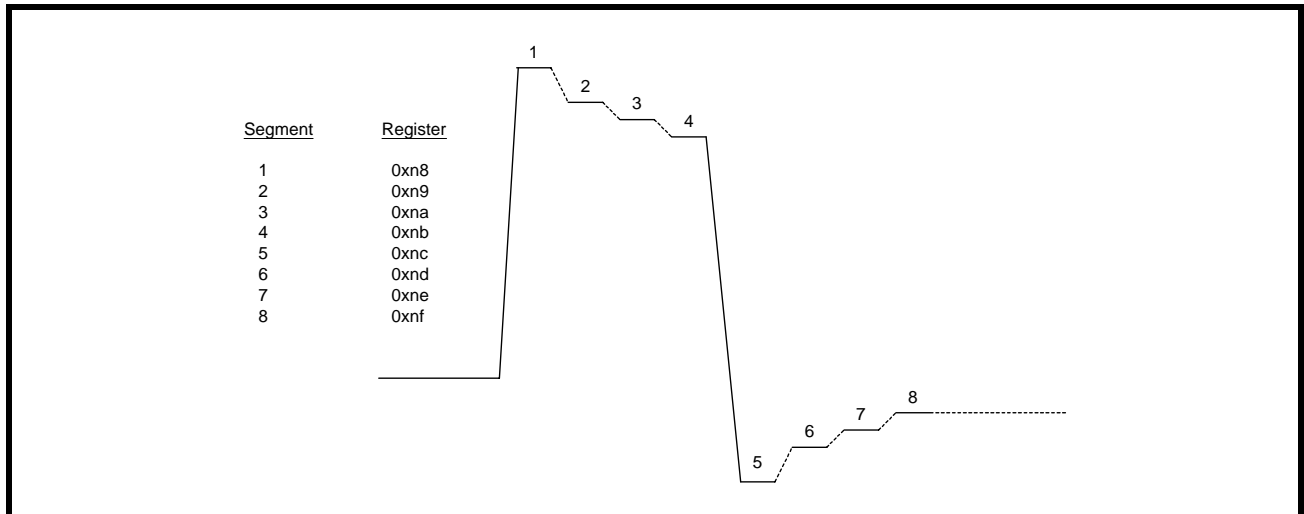 1
2
3
4
Segment Register
1 0xn8
2 0xn9
3 0xna
4 0xnb
5 0xnc
6 0xnd
7 0xne
8 0xnf
8
7
6
5